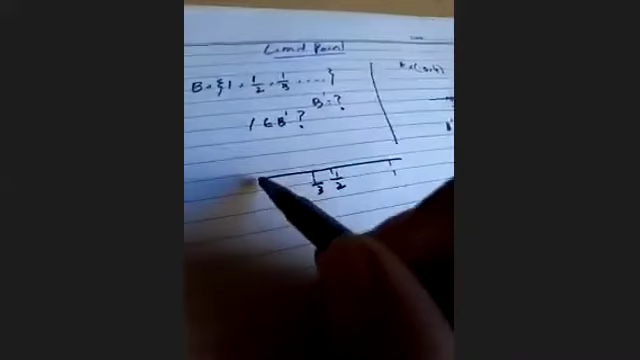 Limit Point
B = {1, 1/2, 1/3, ....}
B' = ?
1 ∈ B' ?
1/3 1/2 1